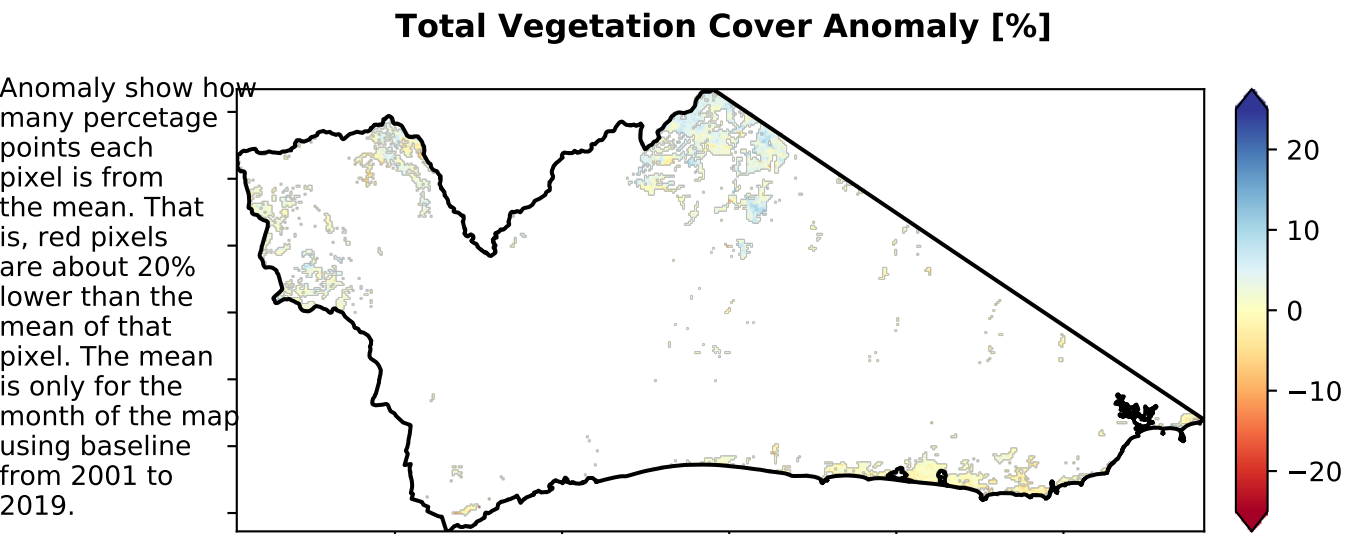 Total Vegetation Cover Anomaly [%]
Anomaly show how
many percetage
points each
pixel is from
the mean. That
is, red pixels
are about 20%
lower than the
mean of that
pixel. The mean
is only for the
month of the map
using baseline
from 2001 to
2019.
20
10
0
−10
−20